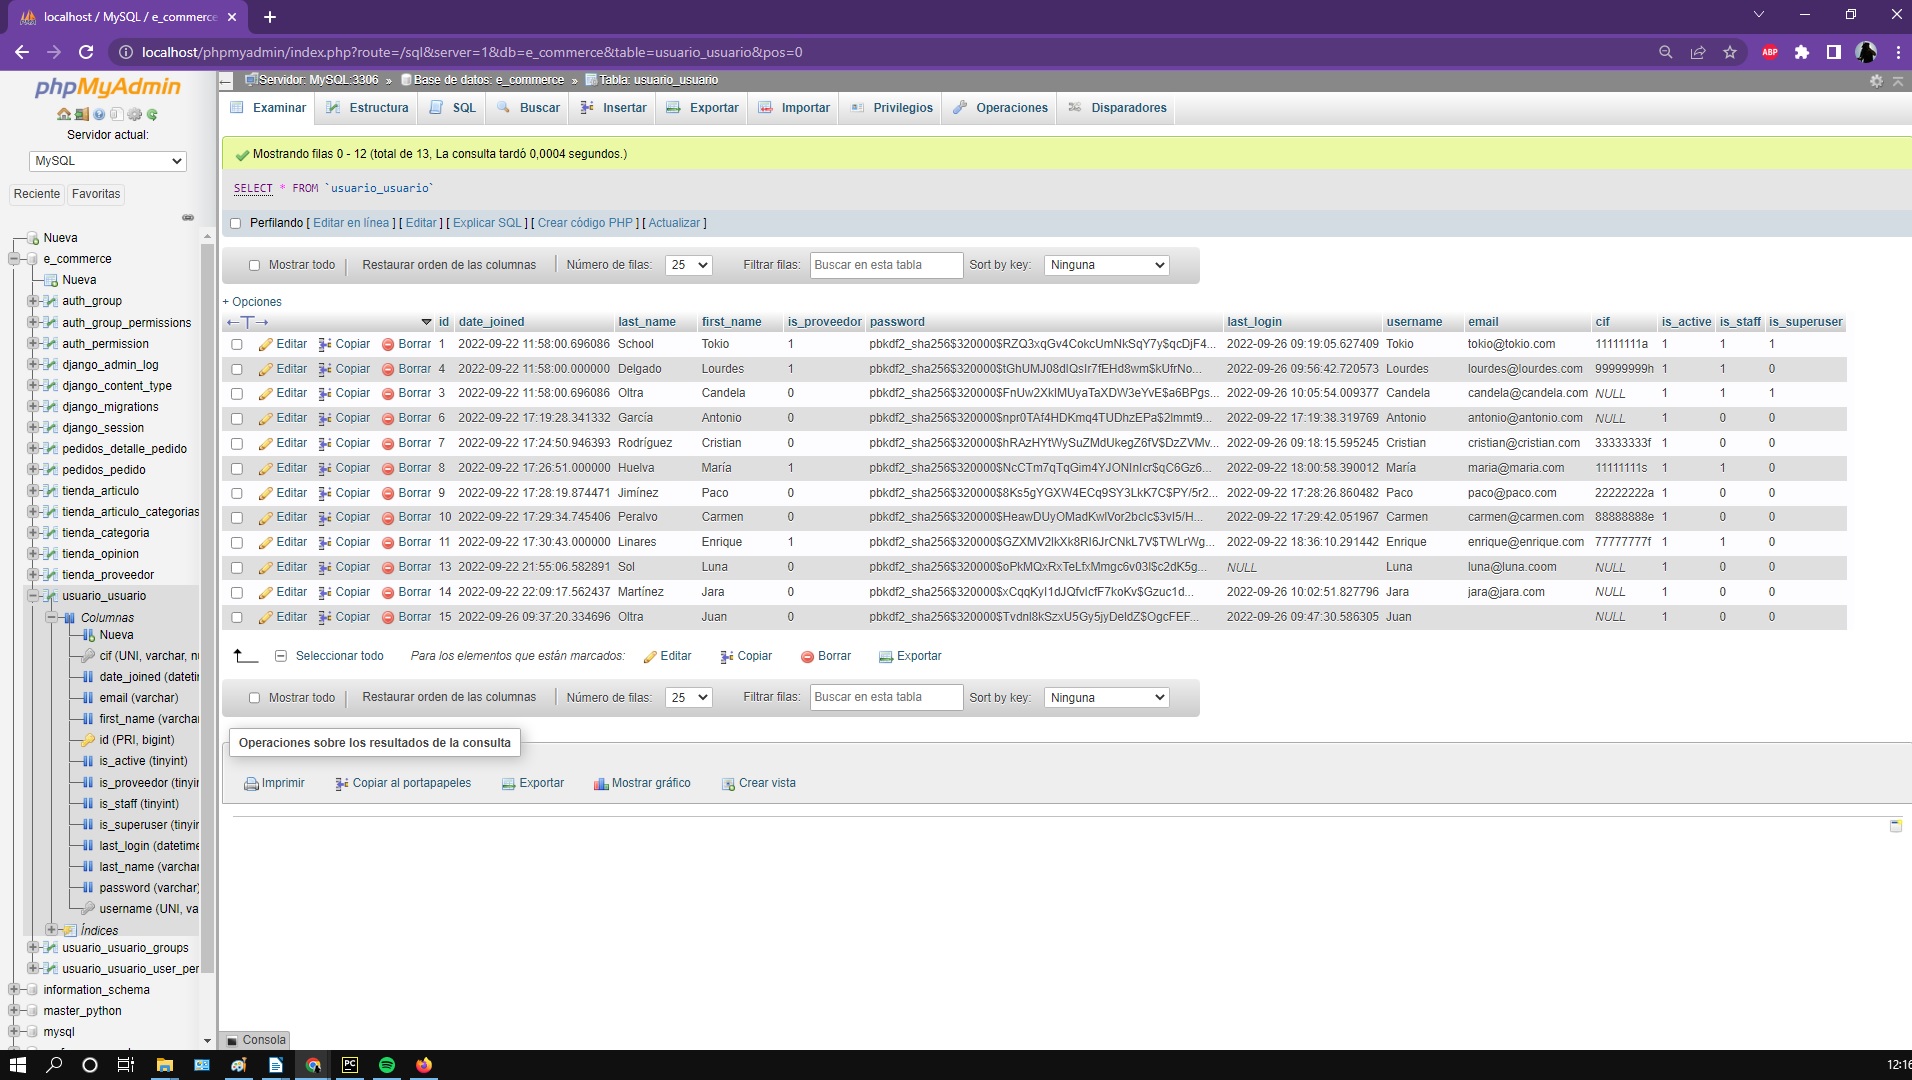 localhost / MySQL / e_commerce
localhost/phpmyadmin/index.php?route=/sql&server=1&db=e_commerce&table=usuario_usuario&pos=0
ABP
phpMyAdmin
Servidor actual:
MySQL
Reciente Favoritas
Nueva
e_commerce
Nueva
auth_group
auth_group_permissions
auth_permission
django_admin_log
django_content_type
django_migrations
django_session
pedidos_detalle_pedido
pedidos_pedido
tienda_articulo
tienda_articulo_categorias
tienda_categoria
tienda_opinion
tienda_proveedor
usuario_usuario
Columnas
Nueva
cif (UNI, varchar, nu
date_joined (datetin
email (varchar)
first_name (varchar
id (PRI, bigint)
is_active (tinyint)
is_proveedor (tinyin
is_staff (tinyint)
is_superuser (tinyin
last_login (datetime
last_name (varchar
password (varchar)
username (UNI, va
Índices
usuario_usuario_groups
usuario_usuario_user_per
information_schema
master_python
mysql
Servidor: MySQL:3306 » Base de datos: e_commerce » Tabla: usuario_usuario
Examinar Estructura SQL Buscar Insertar Exportar Importar Privilegios Operaciones Disparadores
Mostrando filas 0 - 12 (total de 13, La consulta tardó 0,0004 segundos.)
SELECT * FROM `usuario_usuario`
Perfilando [ Editar en línea ] [ Editar ] [ Explicar SQL ] [ Crear código PHP ] [ Actualizar ]
Mostrar todo Restaurar orden de las columnas Número de filas: 25 Filtrar filas: Buscar en esta tabla Sort by key: Ninguna
+ Opciones
←T→ id date_joined last_name first_name is_proveedor password last_login username email cif is_active is_staff is_superuser
Editar Copiar Borrar 1 2022-09-22 11:58:00.696086 School Tokio 1 pbkdf2_sha256$320000$RZQ3xqGv4CokcUmNkSqY7y$qcDjF4... 2022-09-26 09:19:05.627409 Tokio tokio@tokio.com 11111111a 1 1 1
Editar Copiar Borrar 4 2022-09-22 11:58:00.000000 Delgado Lourdes 1 pbkdf2_sha256$320000$tGhUMJ08dIQsIr7fEHd8wm$kUfrNo... 2022-09-26 09:56:42.720573 Lourdes lourdes@lourdes.com 99999999h 1 1 0
Editar Copiar Borrar 3 2022-09-22 11:58:00.696086 Oltra Candela 0 pbkdf2_sha256$320000$FnUw2XkIMUyaTaXDW3eYvE$a6BPgs... 2022-09-26 10:05:54.009377 Candela candela@candela.com NULL 1 1 1
Editar Copiar Borrar 6 2022-09-22 17:19:28.341332 García Antonio 0 pbkdf2_sha256$320000$npr0TAf4HDKmq4TUDhzEPa$2lmmt9... 2022-09-22 17:19:38.319769 Antonio antonio@antonio.com NULL 1 0 0
Editar Copiar Borrar 7 2022-09-22 17:24:50.946393 Rodríguez Cristian 0 pbkdf2_sha256$320000$hRAzHYtWySuZMdUkegZ6fV$DzZVMv... 2022-09-26 09:18:15.595245 Cristian cristian@cristian.com 33333333f 1 0 0
Editar Copiar Borrar 8 2022-09-22 17:26:51.000000 Huelva María 1 pbkdf2_sha256$320000$NcCTm7qTqGim4YJONInIcr$qC6Gz6... 2022-09-22 18:00:58.390012 María maria@maria.com 11111111s 1 1 0
Editar Copiar Borrar 9 2022-09-22 17:28:19.874471 Jimínez Paco 0 pbkdf2_sha256$320000$8Ks5gYGXW4ECq9SY3LkK7C$PY/5r2... 2022-09-22 17:28:26.860482 Paco paco@paco.com 22222222a 1 0 0
Editar Copiar Borrar 10 2022-09-22 17:29:34.745406 Peralvo Carmen 0 pbkdf2_sha256$320000$HeawDUyOMadKwlVor2bcIc$3vI5/H... 2022-09-22 17:29:42.051967 Carmen carmen@carmen.com 88888888e 1 0 0
Editar Copiar Borrar 11 2022-09-22 17:30:43.000000 Linares Enrique 1 pbkdf2_sha256$320000$GZXMV2lkXk8RI6JrCNkL7V$TWLrWg... 2022-09-22 18:36:10.291442 Enrique enrique@enrique.com 77777777f 1 1 0
Editar Copiar Borrar 13 2022-09-22 21:55:06.582891 Sol Luna 0 pbkdf2_sha256$320000$oPkMQxRxTeLfxMmgc6v03l$c2dK5g... NULL Luna luna@luna.coom NULL 1 0 0
Editar Copiar Borrar 14 2022-09-22 22:09:17.562437 Martínez Jara 0 pbkdf2_sha256$320000$xCqqKyI1dJQfvIcfF7koKv$Gzuc1d... 2022-09-26 10:02:51.827796 Jara jara@jara.com NULL 1 0 0
Editar Copiar Borrar 15 2022-09-26 09:37:20.334696 Oltra Juan 0 pbkdf2_sha256$320000$Tvdnl8kSzxU5Gy5jyDeldZ$OgcFEF... 2022-09-26 09:47:30.586305 Juan NULL 1 0 0
Seleccionar todo Para los elementos que están marcados: Editar Copiar Borrar Exportar
Mostrar todo Restaurar orden de las columnas Número de filas: 25 Filtrar filas: Buscar en esta tabla Sort by key: Ninguna
Operaciones sobre los resultados de la consulta
Imprimir Copiar al portapapeles Exportar Mostrar gráfico Crear vista
Consola
PC
12:16